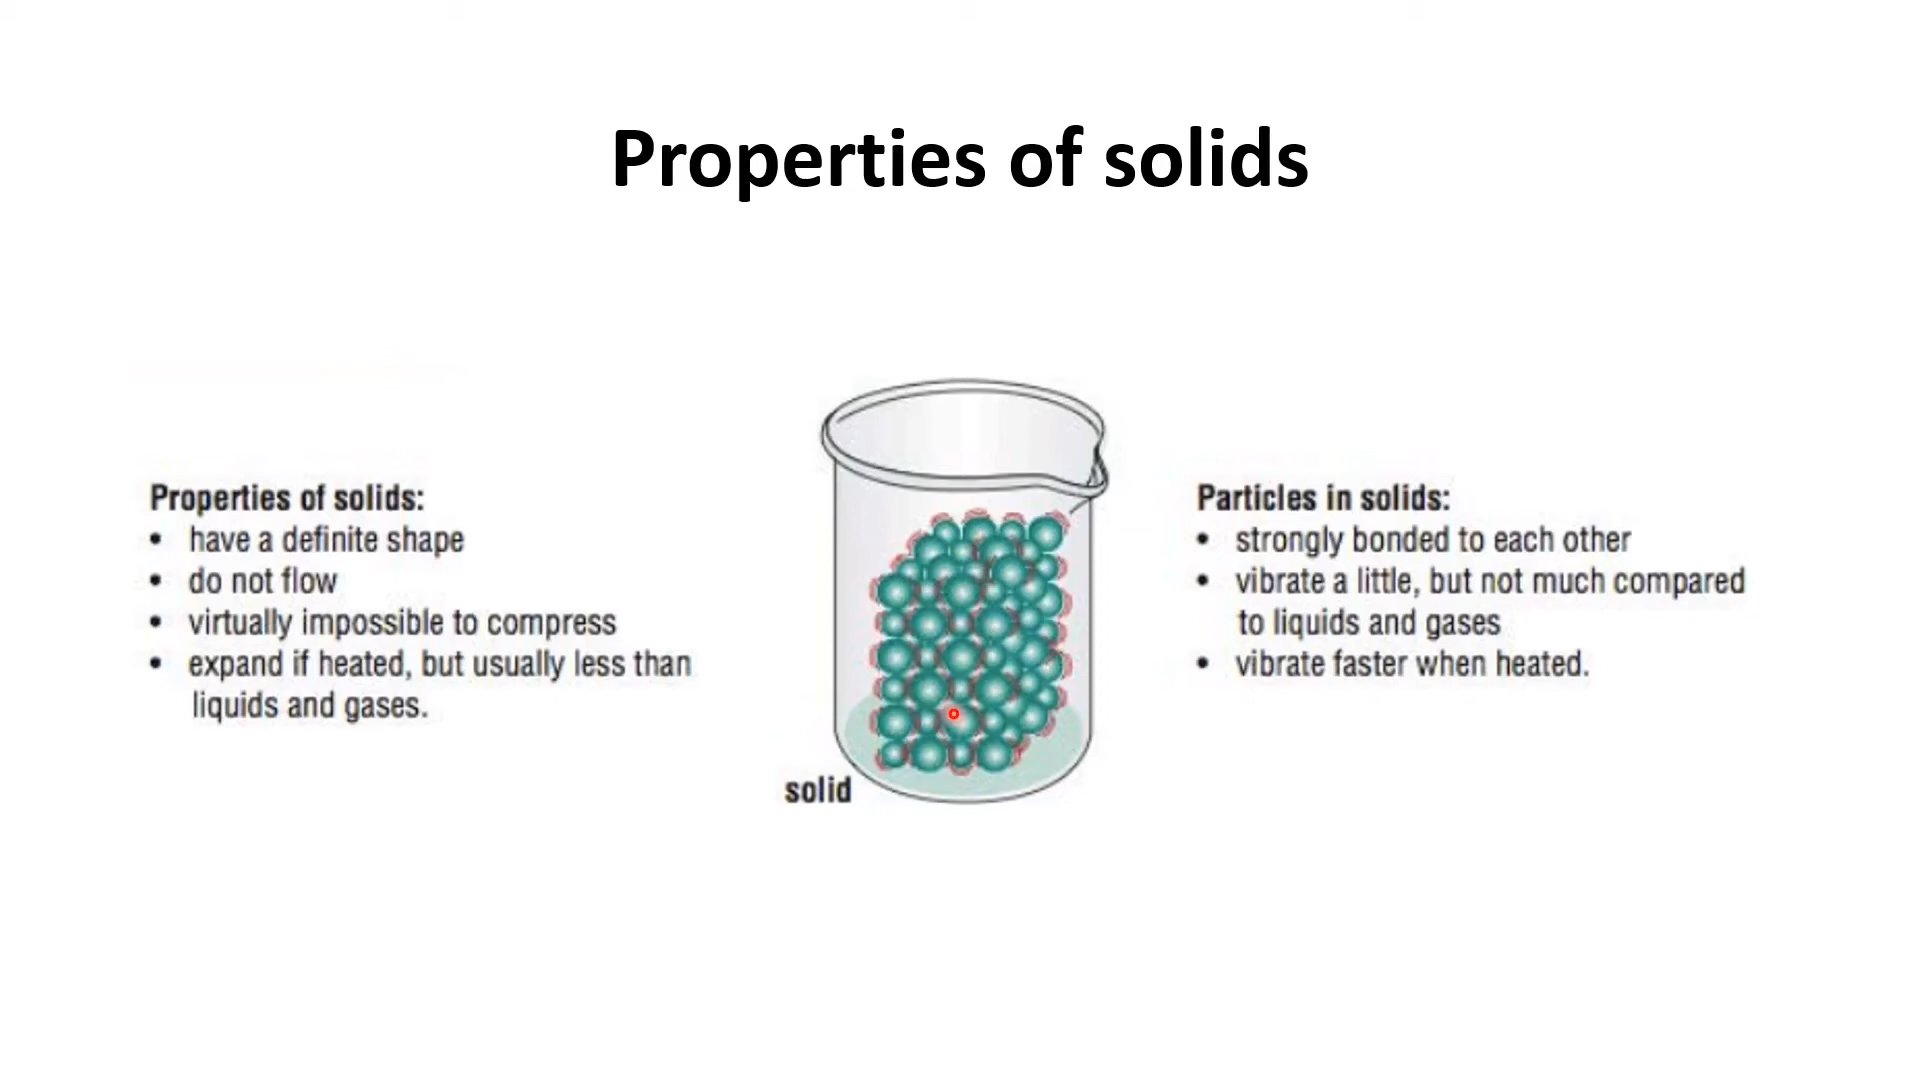 Properties of solids
Properties of solids:
• have a definite shape
• do not flow
• virtually impossible to compress
• expand if heated, but usually less than
liquids and gases.
solid
Particles in solids:
• strongly bonded to each other
• vibrate a little, but not much compared
to liquids and gases
• vibrate faster when heated.